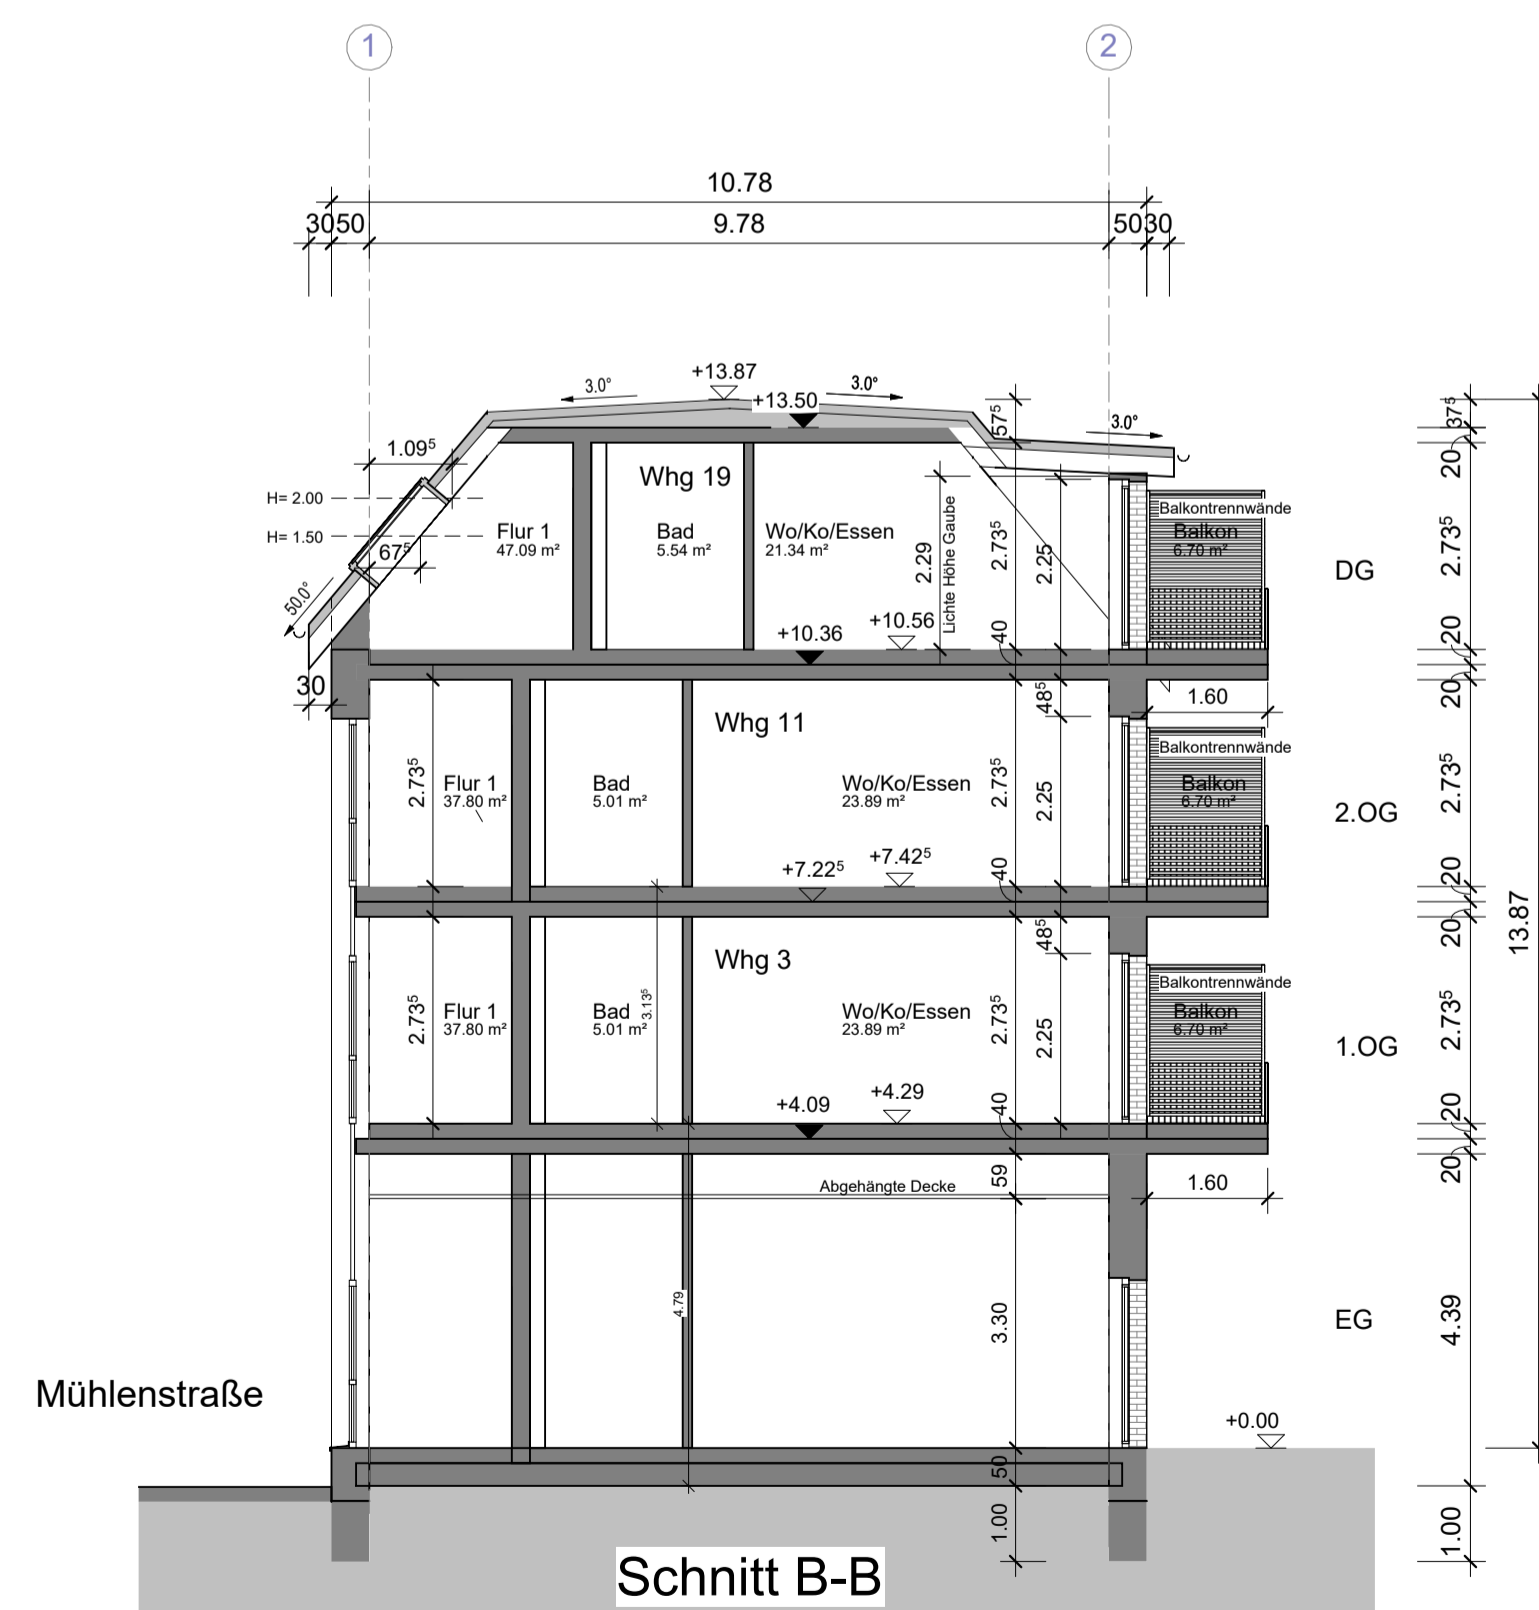 1
2
10.78
30
50
9.78
50
30
+13.87
3.0°
3.0°
+13.50
3.0°
57⁵
37⁵
1.09⁵
20
H= 2.00
H= 1.50
67⁵
50.0°
30
Whg 19
Flur 1
47.09 m²
Bad
5.54 m²
Wo/Ko/Essen
21.34 m²
2.29
Lichte Höhe Gaube
2.73⁵
2.25
Balkontrennwände
Balkon
6.70 m²
DG
2.73⁵
+10.36
+10.56
40
20
20
48⁵
1.60
Whg 11
2.73⁵
Flur 1
37.80 m²
Bad
5.01 m²
Wo/Ko/Essen
23.89 m²
2.73⁵
2.25
Balkontrennwände
Balkon
6.70 m²
2.OG
2.73⁵
+7.22⁵
+7.42⁵
40
20
20
48⁵
13.87
Whg 3
2.73⁵
Flur 1
37.80 m²
Bad
5.01 m²
3.13⁵
Wo/Ko/Essen
23.89 m²
2.73⁵
2.25
Balkontrennwände
Balkon
6.70 m²
1.OG
2.73⁵
+4.09
+4.29
40
20
20
59
Abgehängte Decke
1.60
4.79
3.30
EG
4.39
Mühlenstraße
+0.00
50
1.00
1.00
Schnitt B-B